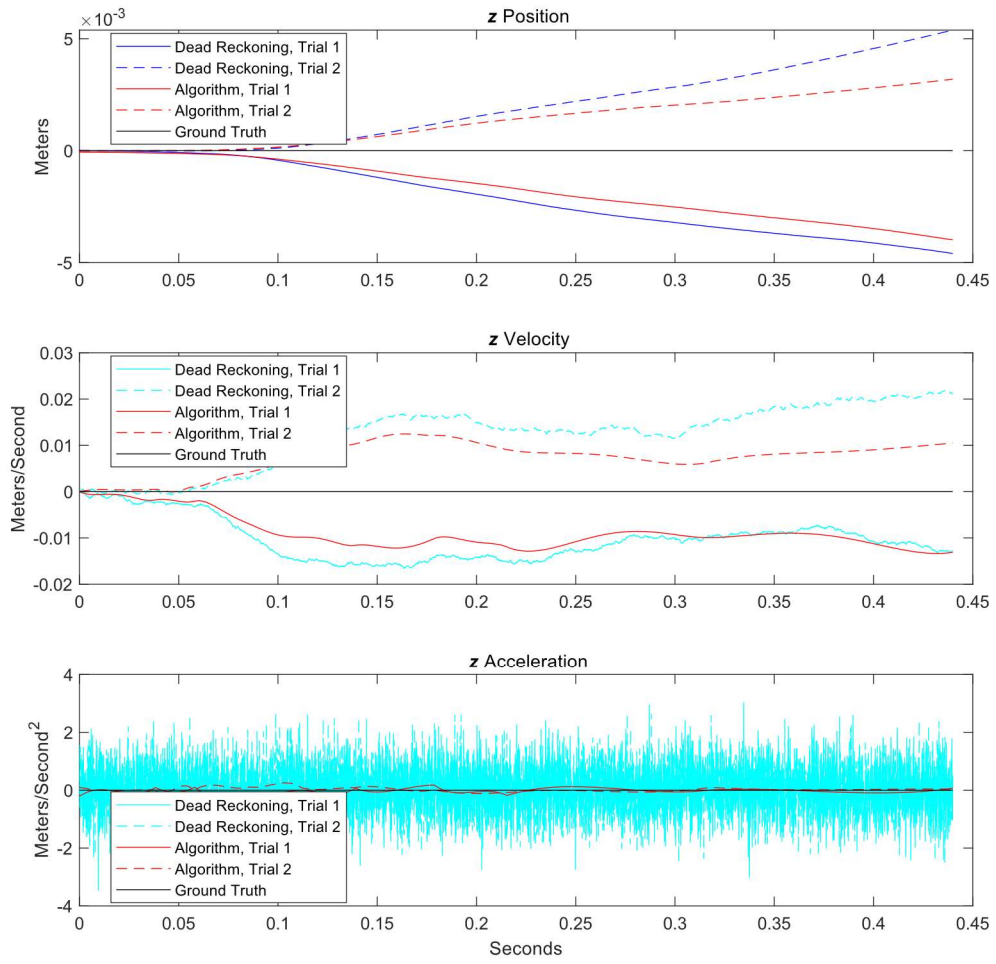 ×10⁻³
z Position
5
0
-5
Meters
Dead Reckoning, Trial 1
Dead Reckoning, Trial 2
Algorithm, Trial 1
Algorithm, Trial 2
Ground Truth
0 0.05 0.1 0.15 0.2 0.25 0.3 0.35 0.4 0.45
z Velocity
0.03
0.02
0.01
0
-0.01
-0.02
Meters/Second
Dead Reckoning, Trial 1
Dead Reckoning, Trial 2
Algorithm, Trial 1
Algorithm, Trial 2
Ground Truth
0 0.05 0.1 0.15 0.2 0.25 0.3 0.35 0.4 0.45
z Acceleration
4
2
0
-2
-4
Meters/Second²
Dead Reckoning, Trial 1
Dead Reckoning, Trial 2
Algorithm, Trial 1
Algorithm, Trial 2
Ground Truth
0 0.05 0.1 0.15 0.2 0.25 0.3 0.35 0.4 0.45
Seconds